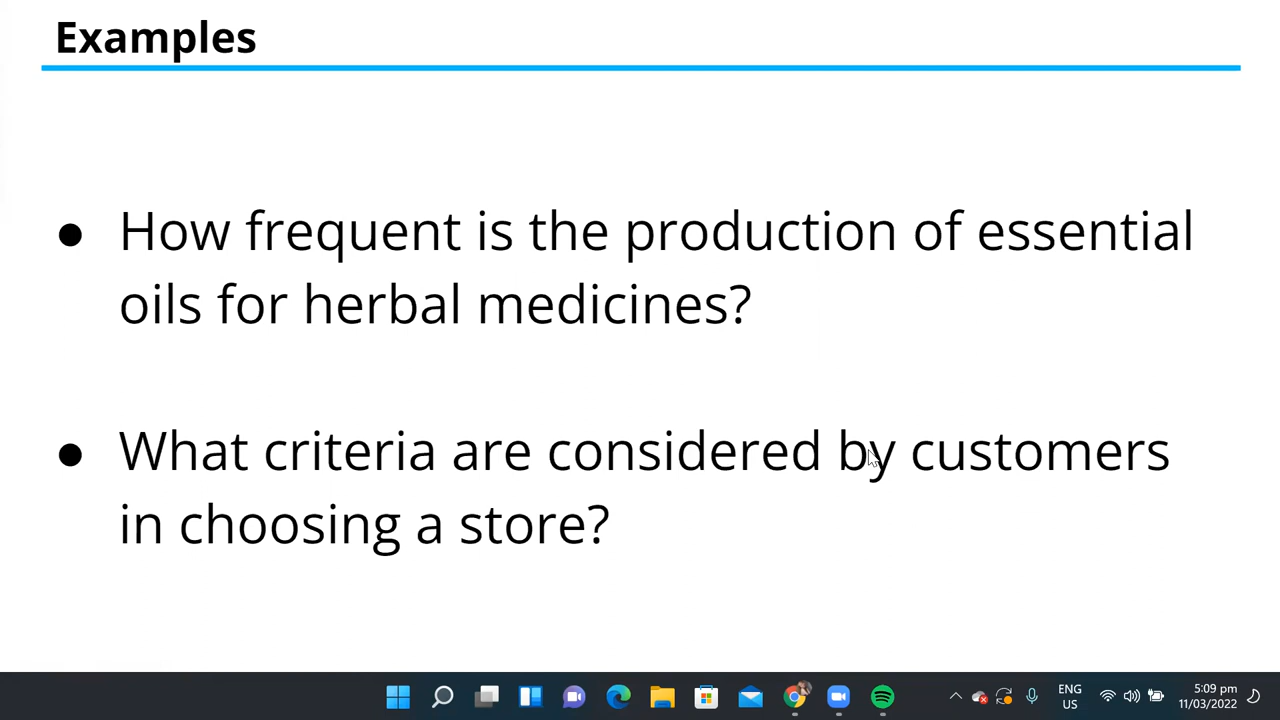 Examples
● How frequent is the production of essential
oils for herbal medicines?
● What criteria are considered by customers
in choosing a store?
ENG
US
5:09 pm
11/03/2022